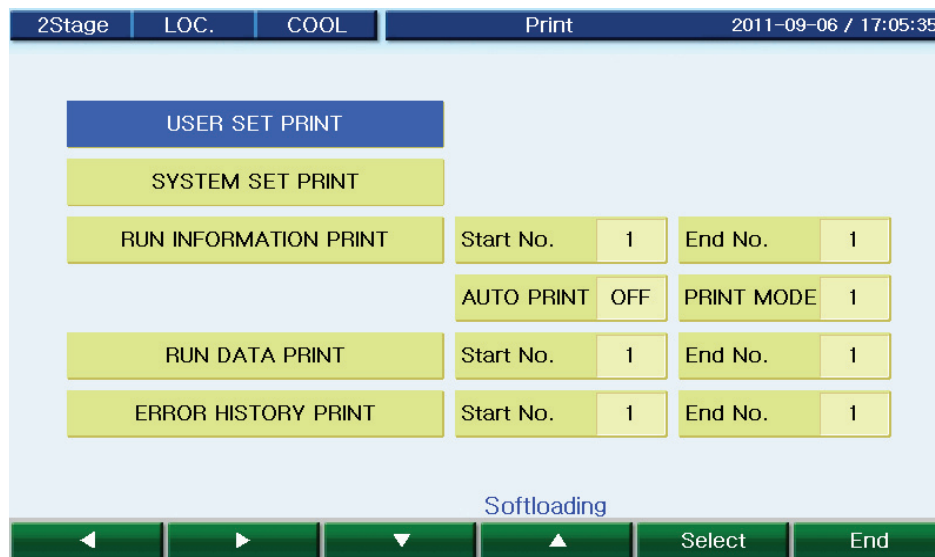 2Stage LOC. COOL Print 2011-09-06 / 17:05:35
USER SET PRINT
SYSTEM SET PRINT
RUN INFORMATION PRINT Start No. 1 End No. 1
AUTO PRINT OFF PRINT MODE 1
RUN DATA PRINT Start No. 1 End No. 1
ERROR HISTORY PRINT Start No. 1 End No. 1
Softloading
Select End